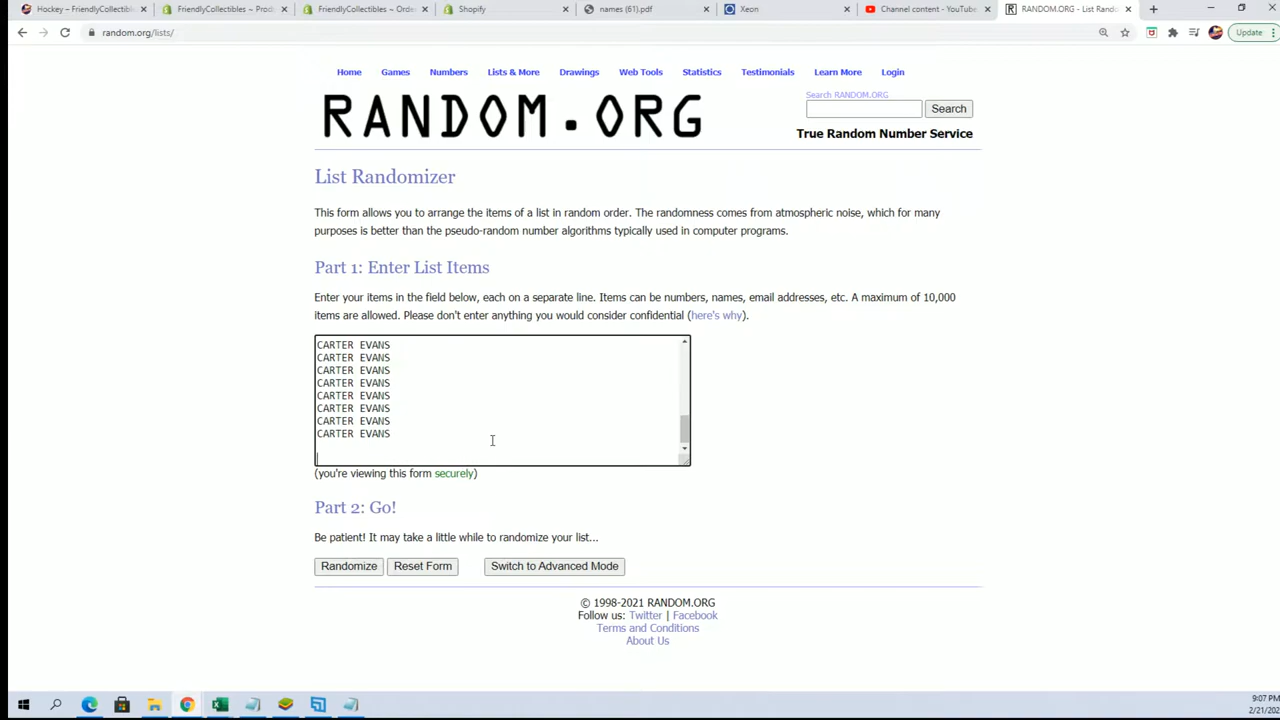 Hockey – FriendlyCollectible
FriendlyCollectibles ~ Prod
FriendlyCollectibles ~ Orde
Shopify
names (61).pdf
Xeon
Channel content - YouTube
RANDOM.ORG - List Rando
random.org/lists/
Update
Home
Games
Numbers
Lists & More
Drawings
Web Tools
Statistics
Testimonials
Learn More
Login
RANDOM.ORG
Search RANDOM.ORG
Search
True Random Number Service
List Randomizer
This form allows you to arrange the items of a list in random order. The randomness comes from atmospheric noise, which for many
purposes is better than the pseudo-random number algorithms typically used in computer programs.
Part 1: Enter List Items
Enter your items in the field below, each on a separate line. Items can be numbers, names, email addresses, etc. A maximum of 10,000
items are allowed. Please don't enter anything you would consider confidential (here's why).
CARTER EVANS
CARTER EVANS
CARTER EVANS
CARTER EVANS
CARTER EVANS
CARTER EVANS
CARTER EVANS
CARTER EVANS
(you're viewing this form securely)
Part 2: Go!
Be patient! It may take a little while to randomize your list...
Randomize
Reset Form
Switch to Advanced Mode
© 1998-2021 RANDOM.ORG
Follow us: Twitter | Facebook
Terms and Conditions
About Us
9:07 PM
2/21/202